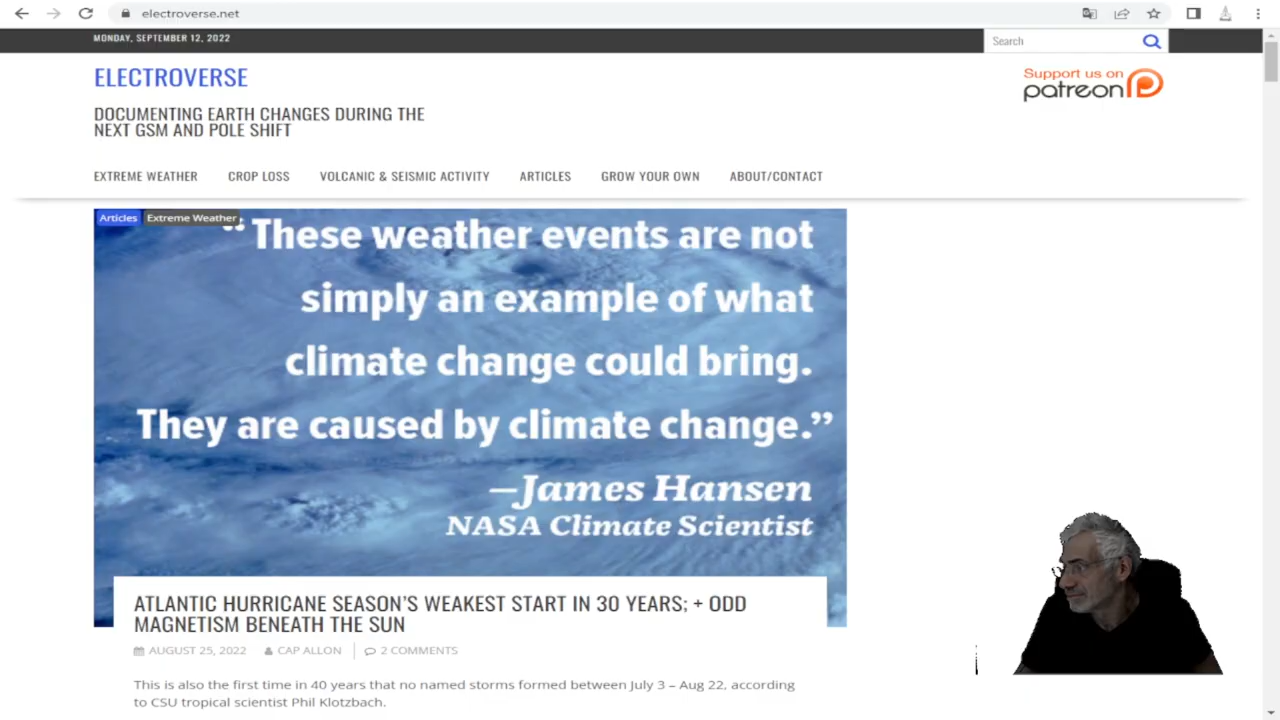 electroverse.net
MONDAY, SEPTEMBER 12, 2022
Search
ELECTROVERSE
Support us on
patreon
DOCUMENTING EARTH CHANGES DURING THE
NEXT GSM AND POLE SHIFT
EXTREME WEATHER CROP LOSS VOLCANIC & SEISMIC ACTIVITY ARTICLES GROW YOUR OWN ABOUT/CONTACT
Articles Extreme Weather
“These weather events are not
simply an example of what
climate change could bring.
They are caused by climate change.”
—James Hansen
NASA Climate Scientist
ATLANTIC HURRICANE SEASON’S WEAKEST START IN 30 YEARS; + ODD
MAGNETISM BENEATH THE SUN
AUGUST 25, 2022 CAP ALLON 2 COMMENTS
This is also the first time in 40 years that no named storms formed between July 3 – Aug 22, according
to CSU tropical scientist Phil Klotzbach.